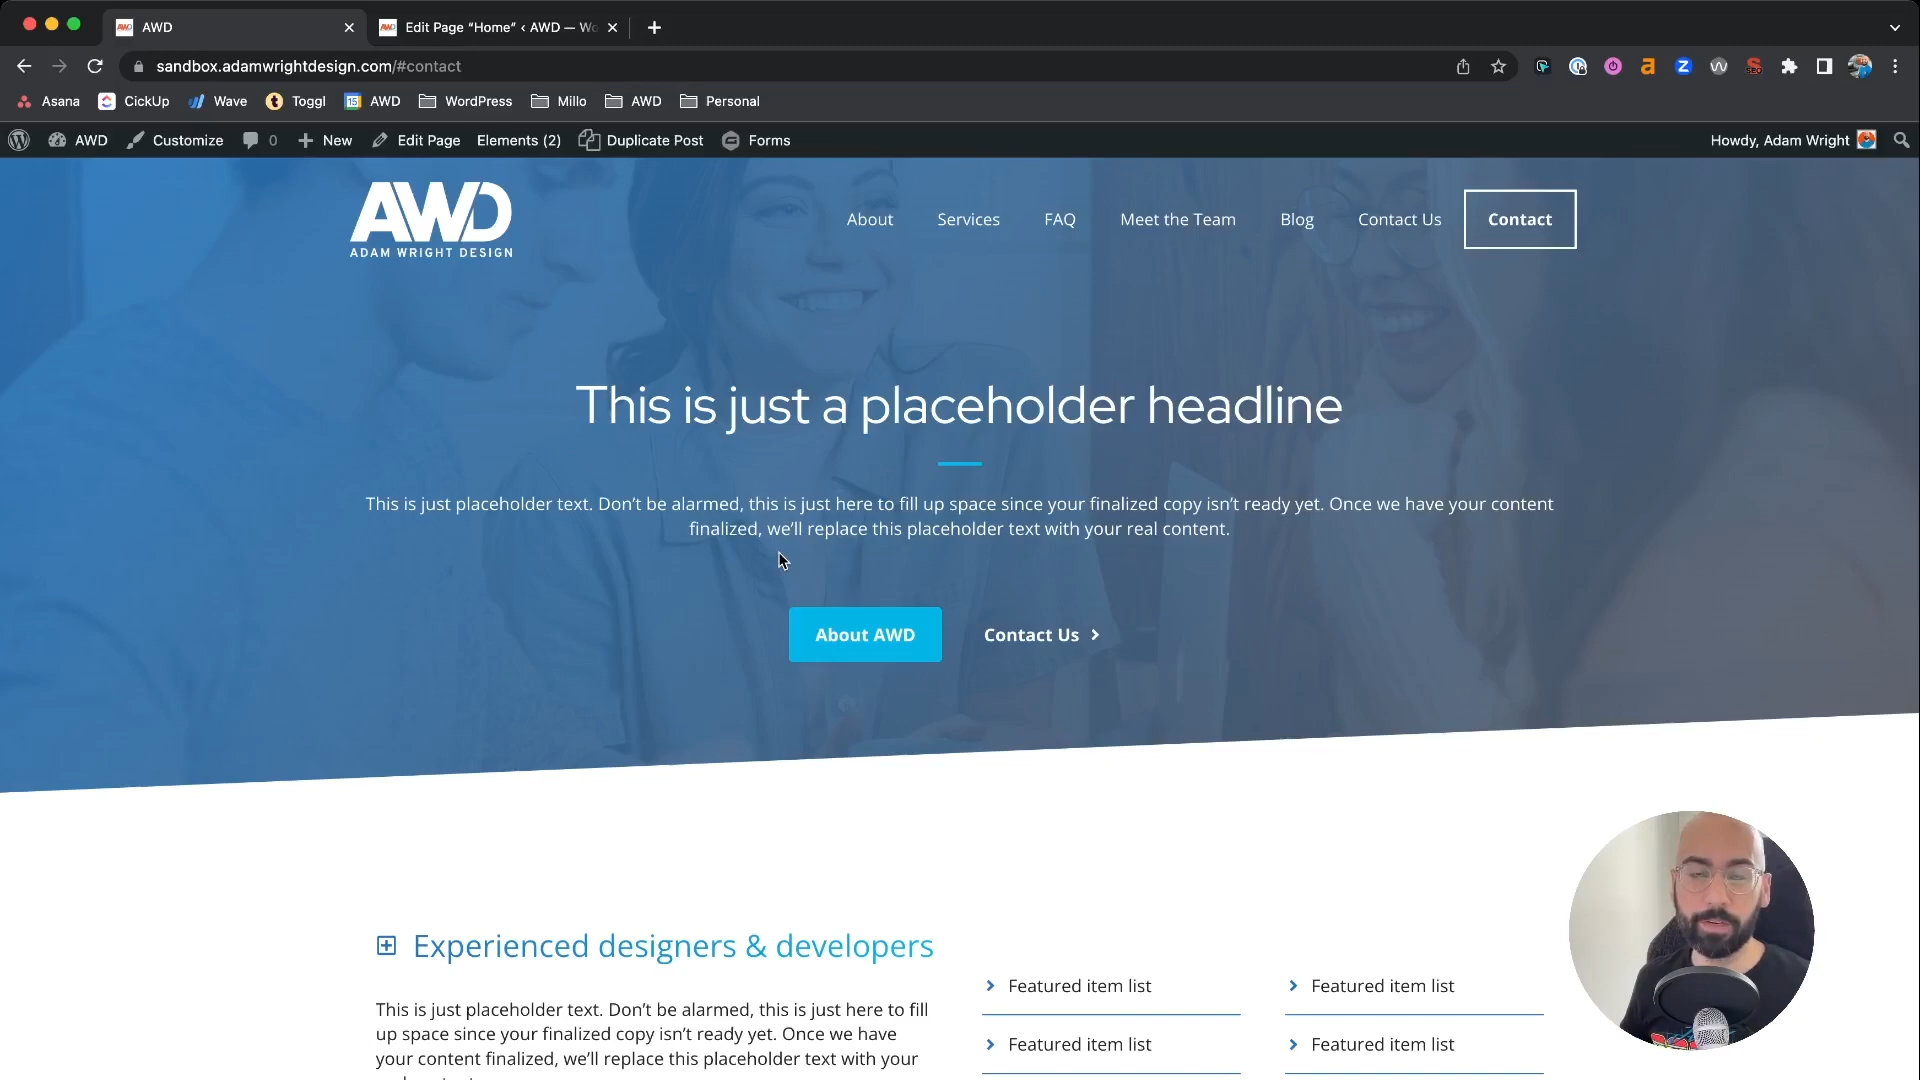 AWD
Edit Page “Home” ‹ AWD — Wo
sandbox.adamwrightdesign.com/#contact
Asana
CickUp
Wave
Toggl
15
AWD
WordPress
Millo
AWD
Personal
AWD
Customize
0
New
Edit Page
Elements (2)
Duplicate Post
Forms
Howdy, Adam Wright
AWD
ADAM WRIGHT DESIGN
About
Services
FAQ
Meet the Team
Blog
Contact Us
Contact
This is just a placeholder headline
This is just placeholder text. Don’t be alarmed, this is just here to fill up space since your finalized copy isn’t ready yet. Once we have your content
finalized, we’ll replace this placeholder text with your real content.
About AWD
Contact Us
Experienced designers & developers
This is just placeholder text. Don’t be alarmed, this is just here to fill
up space since your finalized copy isn’t ready yet. Once we have
your content finalized, we’ll replace this placeholder text with your
Featured item list
Featured item list
Featured item list
Featured item list